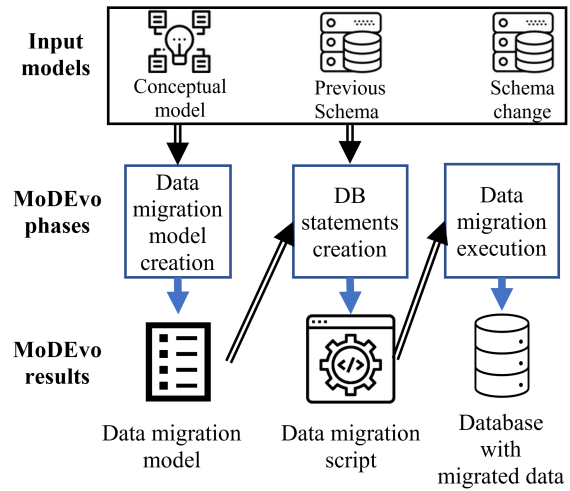 Input
models
Conceptual
model
Previous
Schema
Schema
change
MoDEvo
phases
Data
migration
model
creation
DB
statements
creation
Data
migration
execution
</>
MoDEvo
results
Data migration
model
Data migration
script
Database
with
migrated data